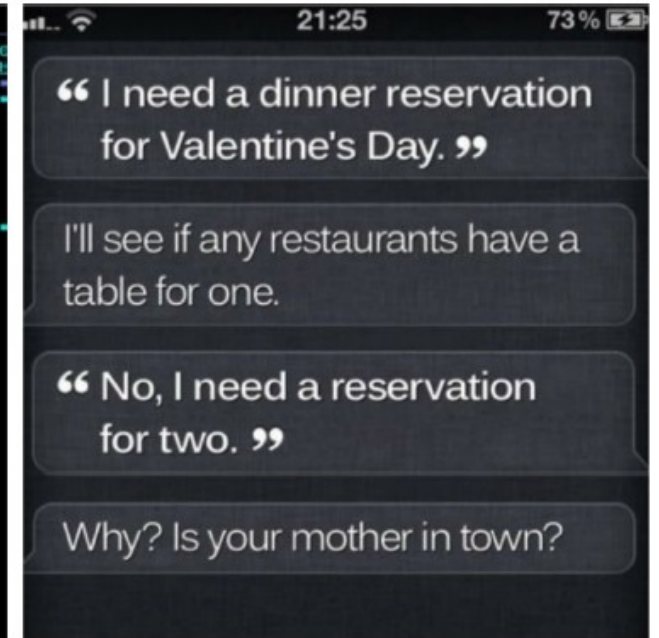 21:25 73%
“ I need a dinner reservation
for Valentine's Day. ”
I'll see if any restaurants have a
table for one.
“ No, I need a reservation
for two. ”
Why? Is your mother in town?